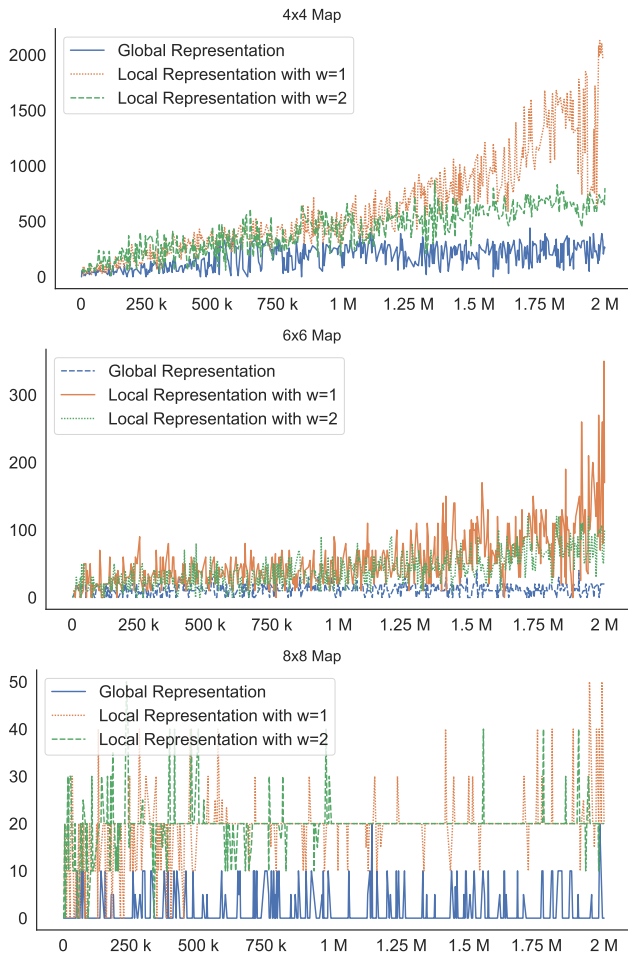 4x4 Map
Global Representation
Local Representation with w=1
Local Representation with w=2
2000
1500
1000
500
0
0 250 k 500 k 750 k 1 M 1.25 M 1.5 M 1.75 M 2 M
6x6 Map
Global Representation
Local Representation with w=1
Local Representation with w=2
300
200
100
0
0 250 k 500 k 750 k 1 M 1.25 M 1.5 M 1.75 M 2 M
8x8 Map
Global Representation
Local Representation with w=1
Local Representation with w=2
50
40
30
20
10
0
0 250 k 500 k 750 k 1 M 1.25 M 1.5 M 1.75 M 2 M